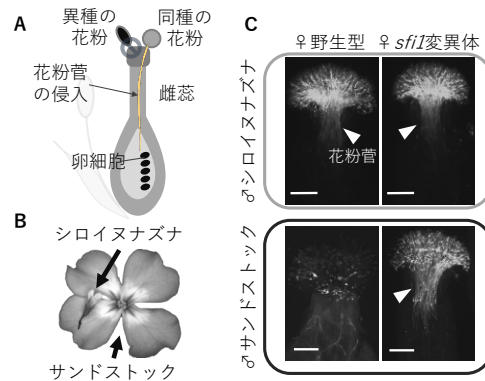 A
異種の
花粉
同種の
花粉
花粉管
の侵入
雌蕊
卵細胞
B
シロイヌナズナ
サンドストック
C
♀野生型 ♀sfi1変異体
♂シロイヌナズナ
花粉管
♂サンドストック